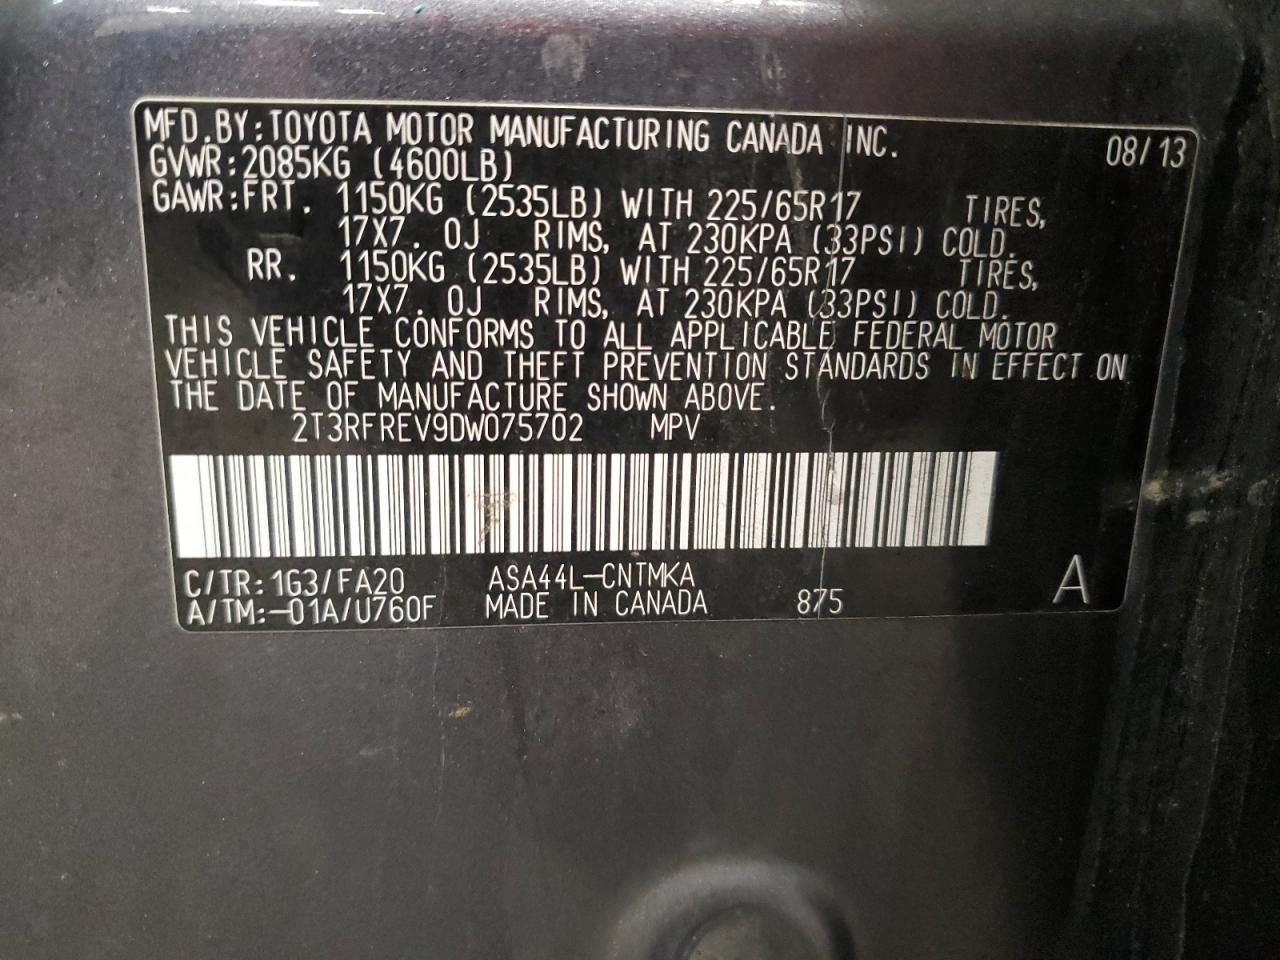 MFD.BY:TOYOTA MOTOR MANUFACTURING CANADA INC. 08/13
GVWR:2085KG (4600LB)
GAWR:FRT. 1150KG (2535LB) WITH 225/65R17 TIRES,
17X7.0J RIMS, AT 230KPA (33PSI) COLD.
RR. 1150KG (2535LB) WITH 225/65R17 TIRES,
17X7.0J RIMS, AT 230KPA (33PSI) COLD.
THIS VEHICLE CONFORMS TO ALL APPLICABLE FEDERAL MOTOR
VEHICLE SAFETY AND THEFT PREVENTION STANDARDS IN EFFECT ON
THE DATE OF MANUFACTURE SHOWN ABOVE.
2T3RFREV9DW075702 MPV
C/TR:1G3/FA20 ASA44L-CNTMKA A
A/TM:-01A/U760F MADE IN CANADA 875